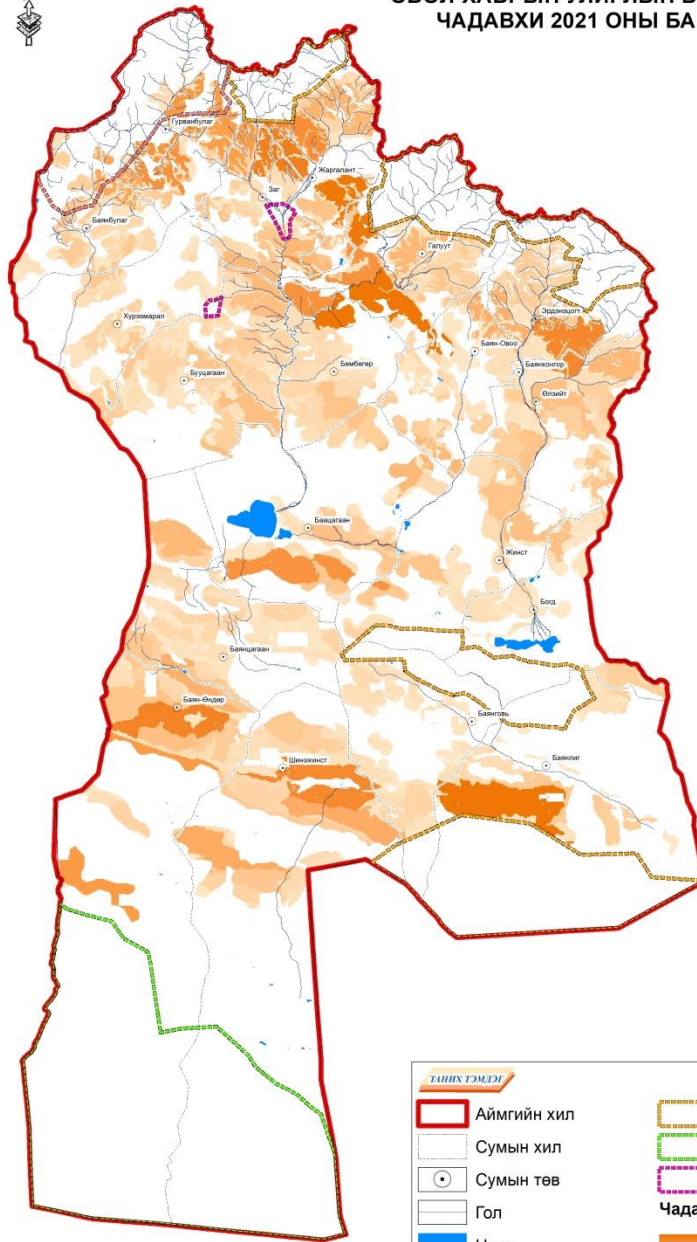 ЧАДАВХИ 2021 ОНЫ БА
Гурванбулаг
Жаргалант
Заг
Баянбулаг
Галуут
Хүрээмарал
Эрдэнэцогт
Баян-Овоо
Баянхонгор
Бууцагаан
Бөмбөгөр
Өлзийт
Баацагаан
Жинст
Богд
Баянцагаан
Баян-Өндөр
Баянговь
Шинэжинст
Баянлиг
ТАНИХ ТЭМДЭГ
Аймгийн хил
Сумын хил
Сумын төв
Гол
Чада